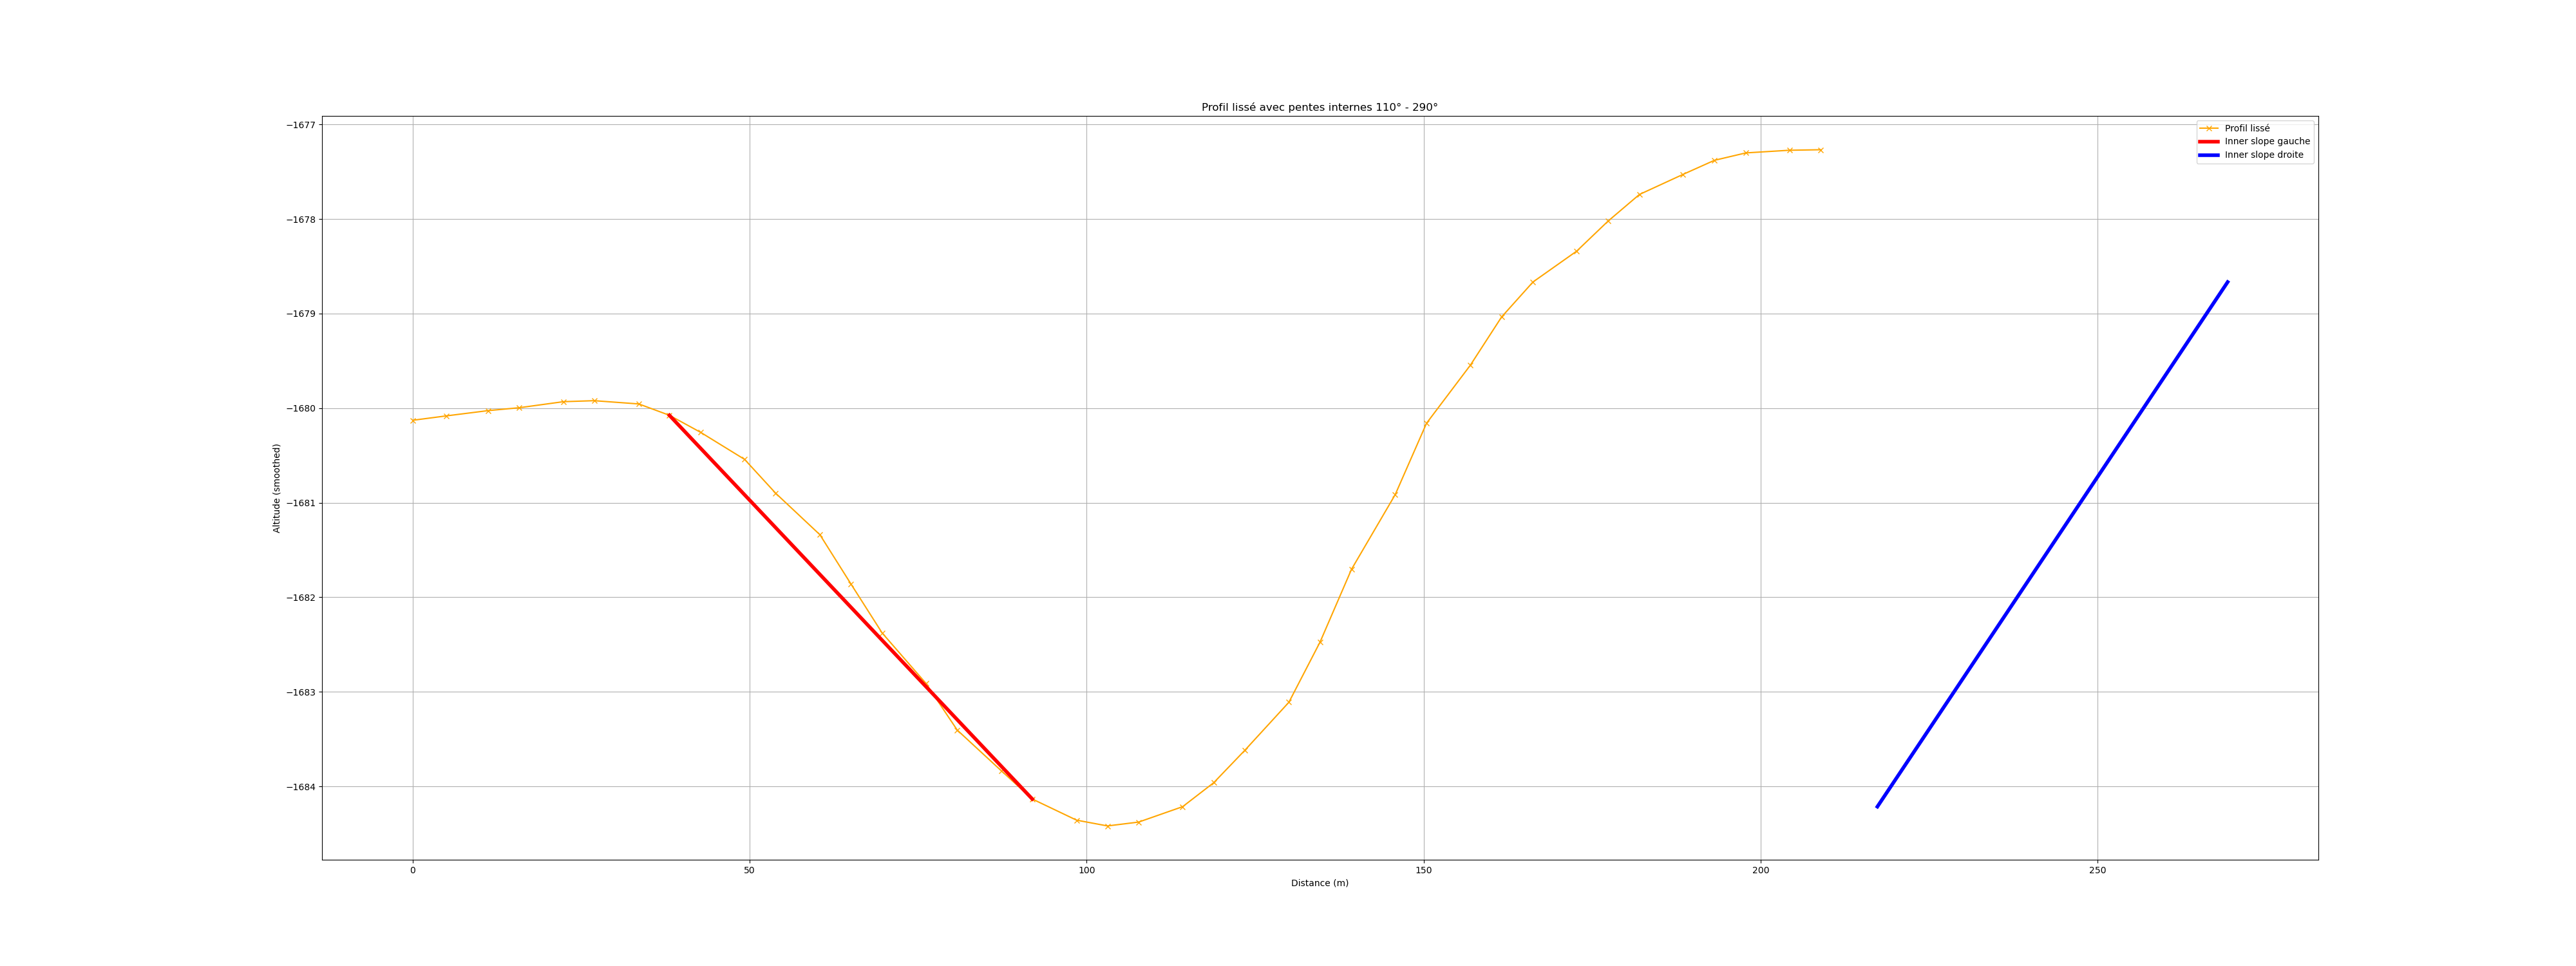 Profil lissé avec pentes internes 110° - 290°
Profil lissé
Inner slope gauche
Inner slope droite
Altitude (smoothed)
−1677
−1678
−1679
−1680
−1681
−1682
−1683
−1684
0
50
100
150
200
250
Distance (m)